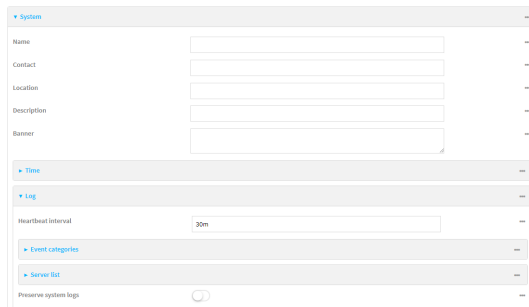 System
Name
Contact
Location
Description
Banner
Time
Log
Heartbeat interval
30m
Event categories
Server list
Preserve system logs